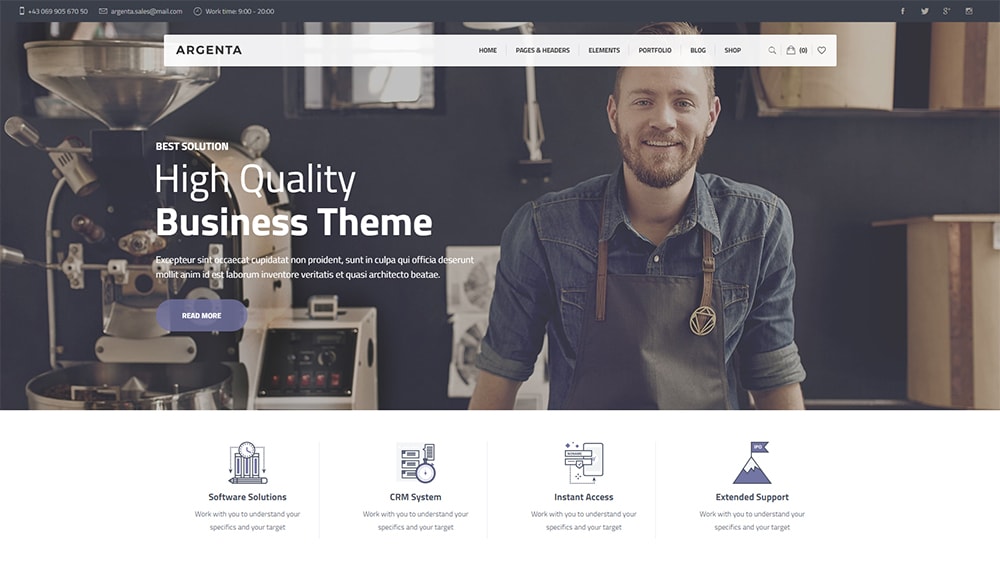 +43 069 905 670 50
argenta.sales@mail.com
Work time: 9:00 - 20:00
ARGENTA
HOME
PAGES & HEADERS
ELEMENTS
PORTFOLIO
BLOG
SHOP
(0)
BEST SOLUTION
High Quality
Business Theme
Excepteur sint occaecat cupidatat non proident, sunt in culpa qui officia deserunt
mollit anim id est laborum inventore veritatis et quasi architecto beatae.
READ MORE
IPO
Software Solutions
Work with you to understand your
specifics and your target
CRM System
Work with you to understand your
specifics and your target
Instant Access
Work with you to understand your
specifics and your target
Extended Support
Work with you to understand your
specifics and your target